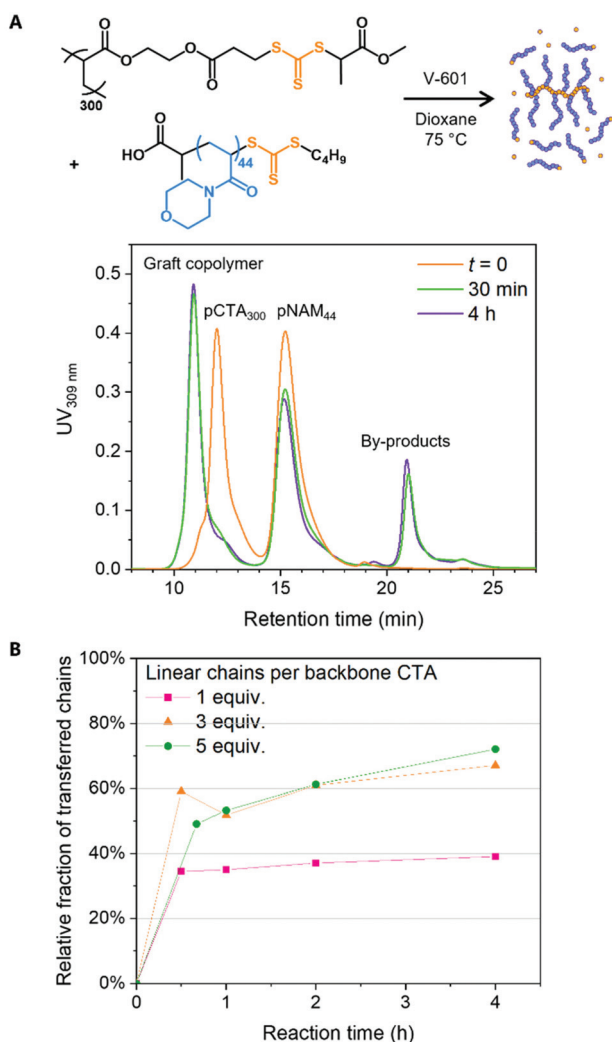 A
O
O
O
O
S
S
O
O
S
300
V-601
Dioxane
75 °C
+
O
HO
44
S
S
C4H9
S
N
O
O
Graft copolymer
pCTA300
pNAM44
By-products
t = 0
30 min
4 h
0.5
0.4
0.3
0.2
0.1
0.0
UV309 nm
10
15
20
25
Retention time (min)
B
Linear chains per backbone CTA
1 equiv.
3 equiv.
5 equiv.
100%
80%
60%
40%
20%
0%
Relative fraction of transferred chains
0
1
2
3
4
Reaction time (h)